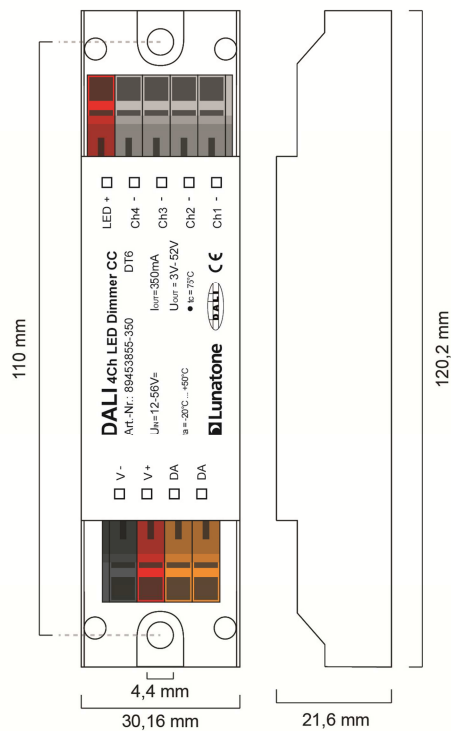 LED +
Ch4 -
Ch3 -
Ch2 -
Ch1 -
DALI 4Ch LED Dimmer CC
Art.-Nr.: 89453855-350 DT6
UIN=12-56V= IOUT=350mA
UOUT = 3V-52V
ta = -20°C ... +50°C ● tc = 75°C
Lunatone DALI CE
V -
V +
DA
DA
110 mm
120,2 mm
4,4 mm
30,16 mm
21,6 mm